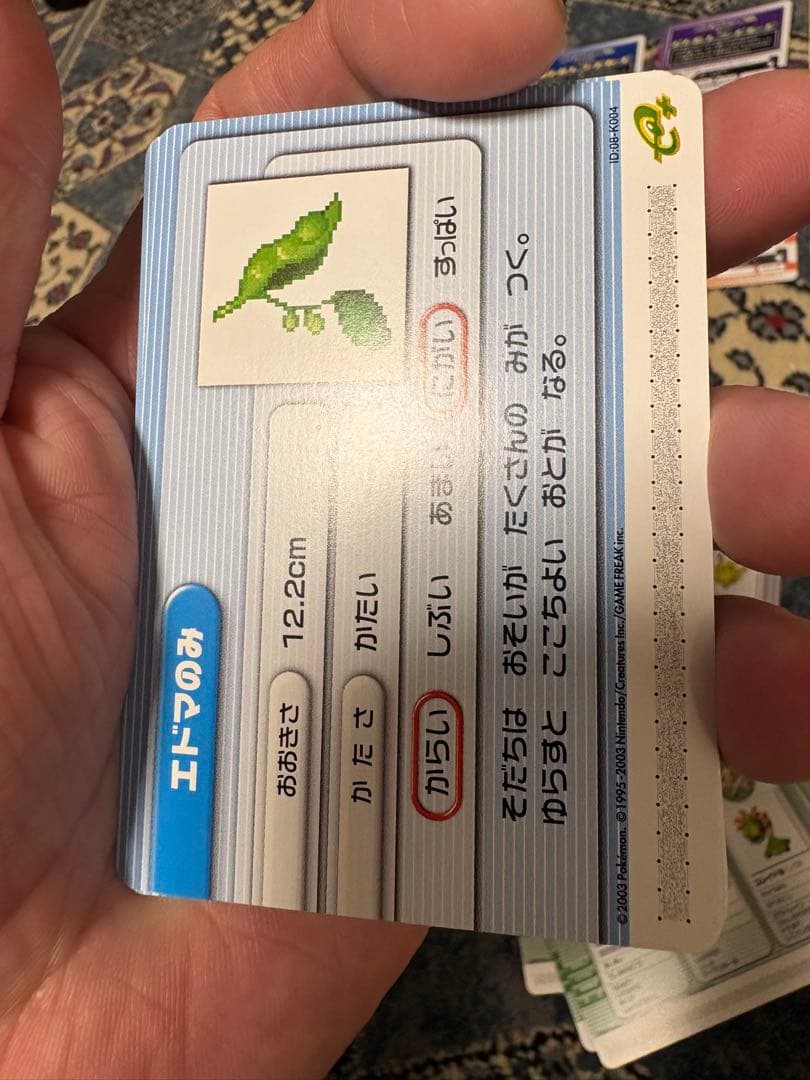 エドマのみ
おおきさ 12.2cm
かたさ かたい
からい しぶい あまい にがい すっぱい
そだちは おそいが たくさんの みが つく。
ゆらすと ここちよい おとが なる。
©2003 Pokémon. ©1995-2003 Nintendo/Creatures Inc./GAME FREAK inc.
ID:08-K004
e+